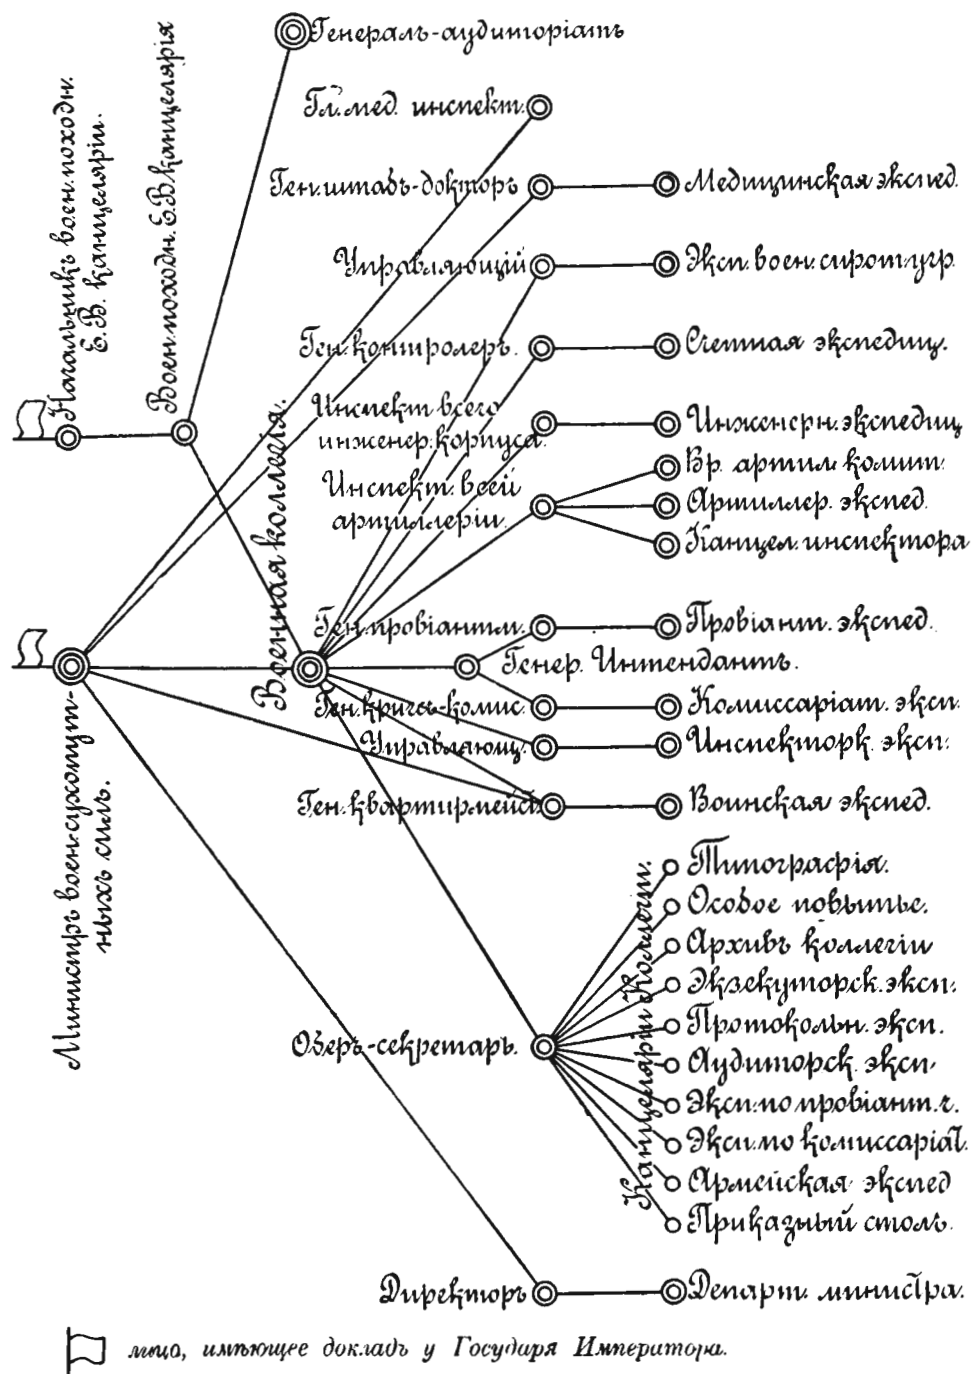 Генералъ-аудиторіатъ
Гл. мед. инспект.
Ген. штабъ-докторъ
Медицинская экспед.
Управляющій
Эксп. воен. сирот. учр.
Ген. контролеръ.
Счетная экспедиц.
Инспект. всего
инженер. корпуса.
Инженерн. экспедиц
Вр. артил. комит.
Инспект. всей
артиллеріи.
Артиллер. экспед.
Канцел. инспектора
Начальникъ воен. походн.
Е. В. канцеляріи.
Воен. походн. Е. В. канцелярія
Военная коллегія.
Министръ воен. сухопут-
ныхъ силъ.
Ген. провіантм.
Провіант. экспед.
Генер. Интендантъ.
Ген. кригсъ-комис.
Комиссаріат. эксп.
Управляющ.
Инспекторк. эксп.
Ген. квартирмейст.
Воинская экспед.
Оберъ-секретарь.
Канцелярія Коллегіи.
Типографія.
Особое повытье.
Архивъ коллегіи
Экзекуторск. эксп.
Протокольн. эксп.
Аудиторск. эксп.
Эксп. по провіант. ч.
Эксп. по комиссаріат.
Армейская экспед
Приказный столъ.
Директоръ
Департ. министра.
лицо, имѣющее докладъ у Государя Императора.